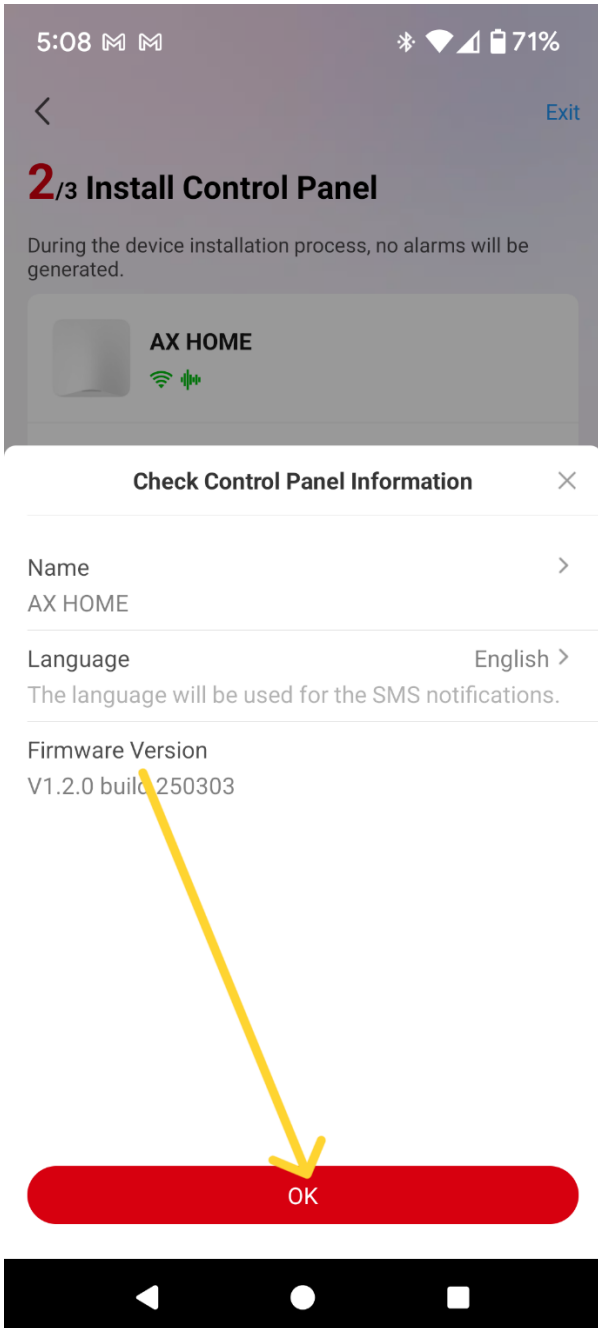 5:08 71%
Exit
2/3 Install Control Panel
During the device installation process, no alarms will be
generated.
AX HOME
Check Control Panel Information
Name
AX HOME
Language English
The language will be used for the SMS notifications.
Firmware Version
V1.2.0 build 250303
OK